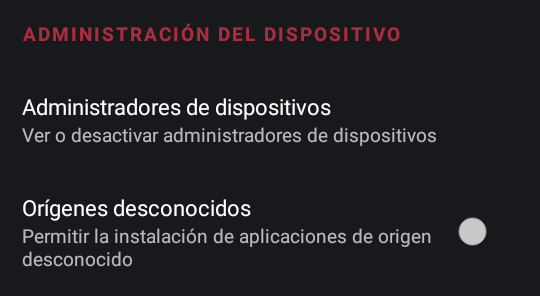 ADMINISTRACIÓN DEL DISPOSITIVO
Administradores de dispositivos
Ver o desactivar administradores de dispositivos
Orígenes desconocidos
Permitir la instalación de aplicaciones de origen
desconocido